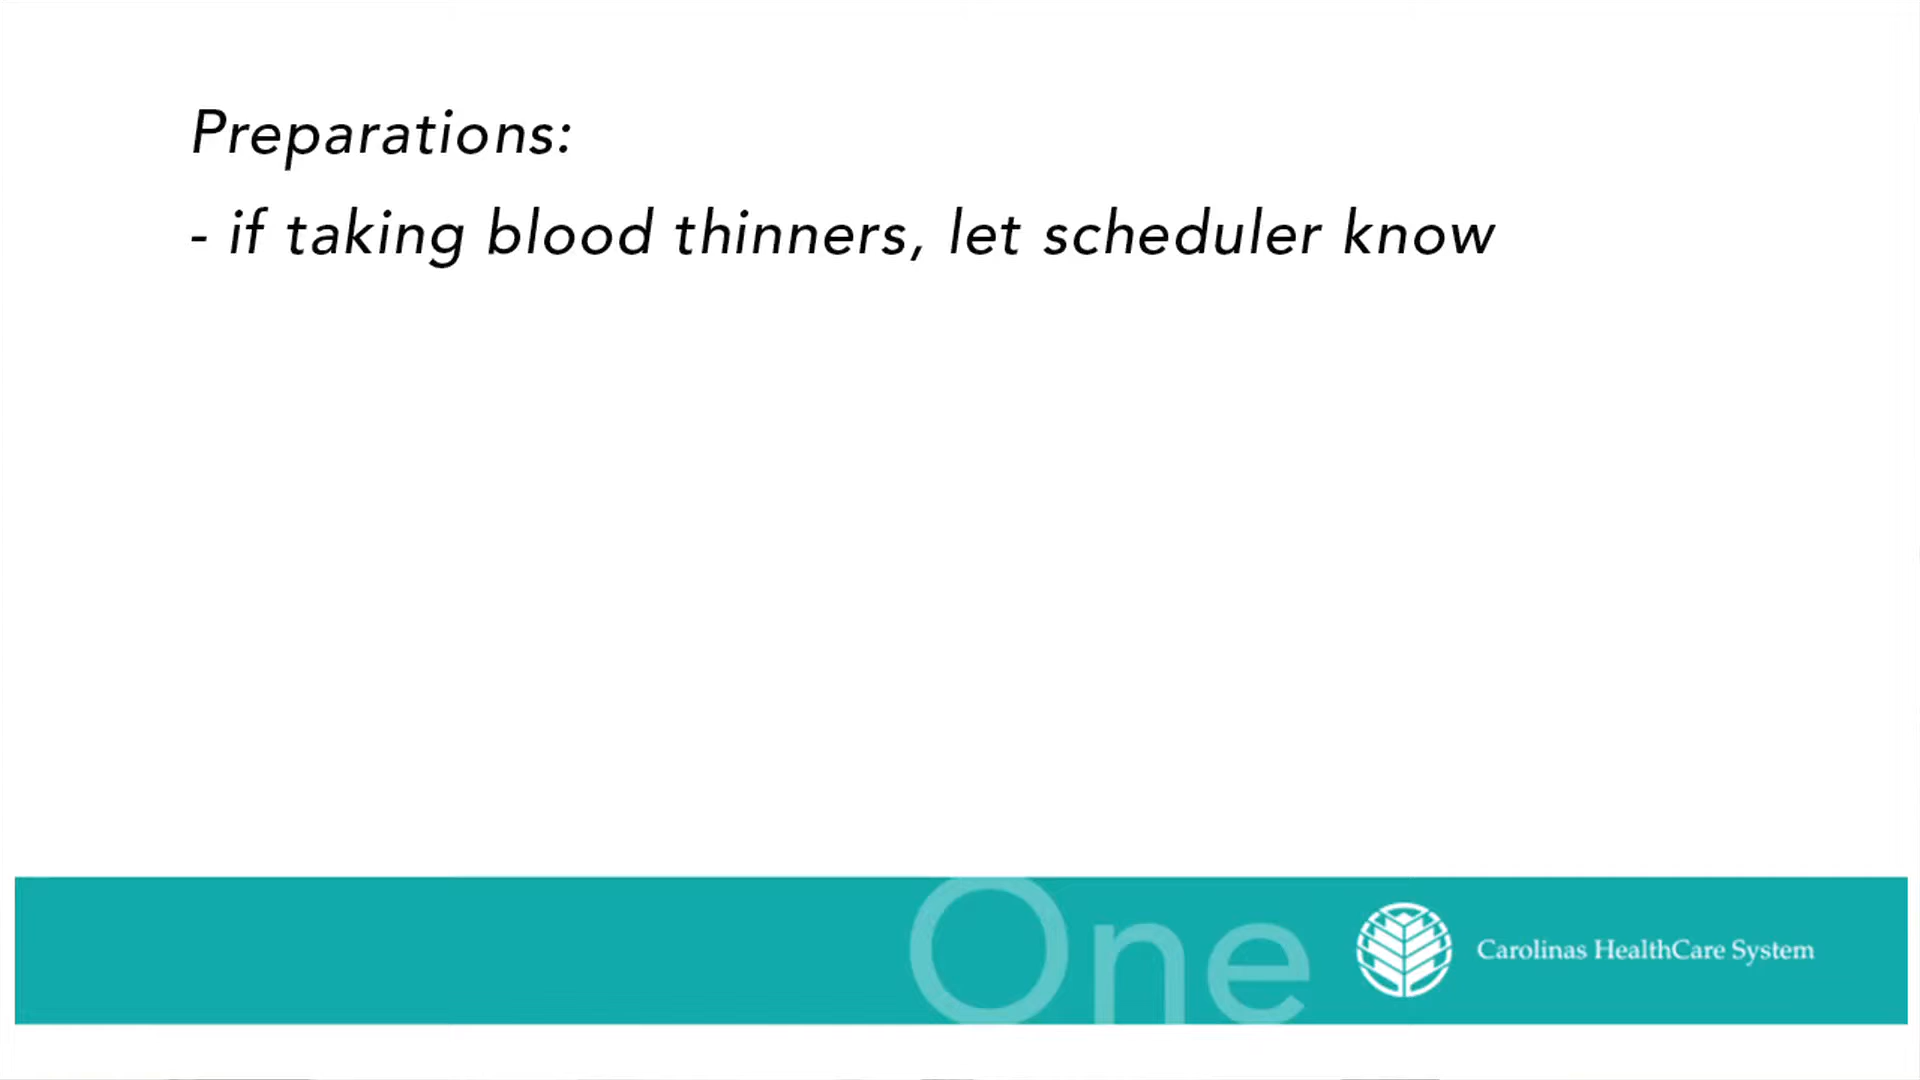 Preparations:
- if taking blood thinners, let scheduler know
One
Carolinas HealthCare System